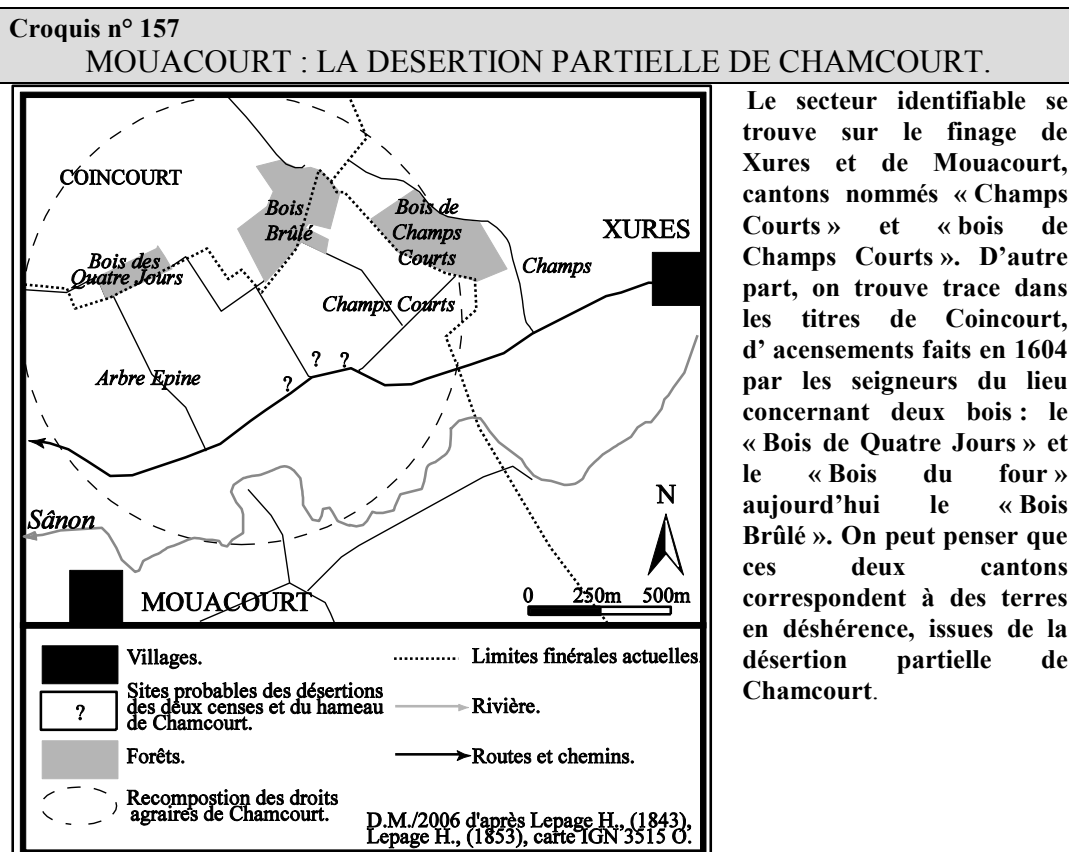 Croquis n° 157
MOUACOURT : LA DESERTION PARTIELLE DE CHAMCOURT.
COINCOURT
Bois
Brûlé
Bois de
Champs
Courts
XURES
Bois des
Quatre Jours
Champs
Champs Courts
? ?
?
Arbre Epine
Sânon
N
MOUACOURT
0 250m 500m
Villages.
Limites finérales actuelles.
?
Sites probables des désertions
des deux censes et du hameau
de Chamcourt.
Rivière.
Forêts.
Routes et chemins.
Recompostion des droits
agraires de Chamcourt.
D.M./2006 d'après Lepage H., (1843),
Lepage H., (1853), carte IGN 3515 O.
Le secteur identifiable se
trouve sur le finage de
Xures et de Mouacourt,
cantons nommés « Champs
Courts » et « bois de
Champs Courts ». D'autre
part, on trouve trace dans
les titres de Coincourt,
d' acensements faits en 1604
par les seigneurs du lieu
concernant deux bois : le
« Bois de Quatre Jours » et
le « Bois du four »
aujourd'hui le « Bois
Brûlé ». On peut penser que
ces deux cantons
correspondent à des terres
en déshérence, issues de la
désertion partielle de
Chamcourt.